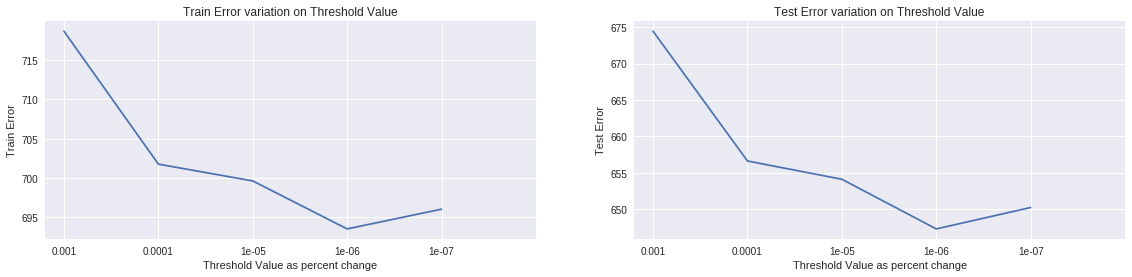 Train Error variation on Threshold Value
Train Error
715
710
705
700
695
0.001 0.0001 1e-05 1e-06 1e-07
Threshold Value as percent change
Test Error variation on Threshold Value
Test Error
675
670
665
660
655
650
0.001 0.0001 1e-05 1e-06 1e-07
Threshold Value as percent change